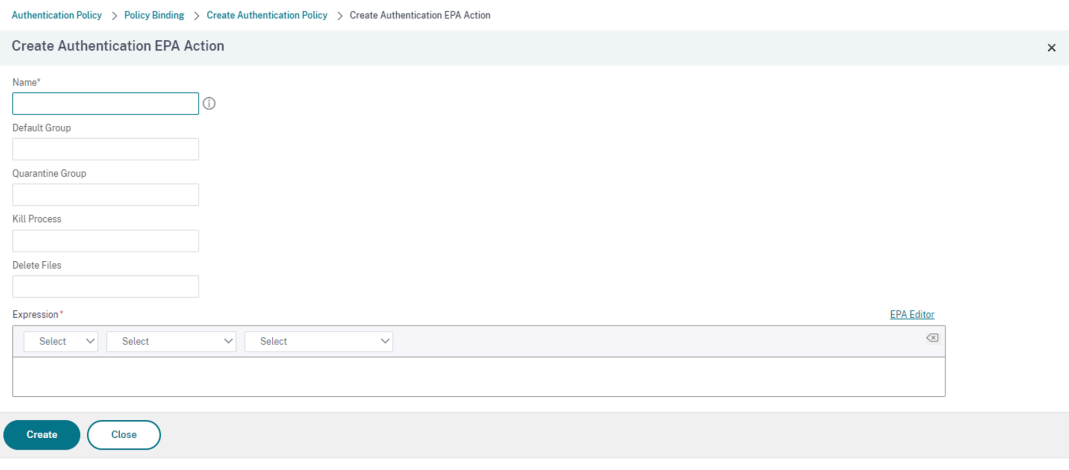 Authentication Policy > Policy Binding > Create Authentication Policy > Create Authentication EPA Action
Create Authentication EPA Action
Name*
Default Group
Quarantine Group
Kill Process
Delete Files
Expression* EPA Editor
Select Select Select
Create Close